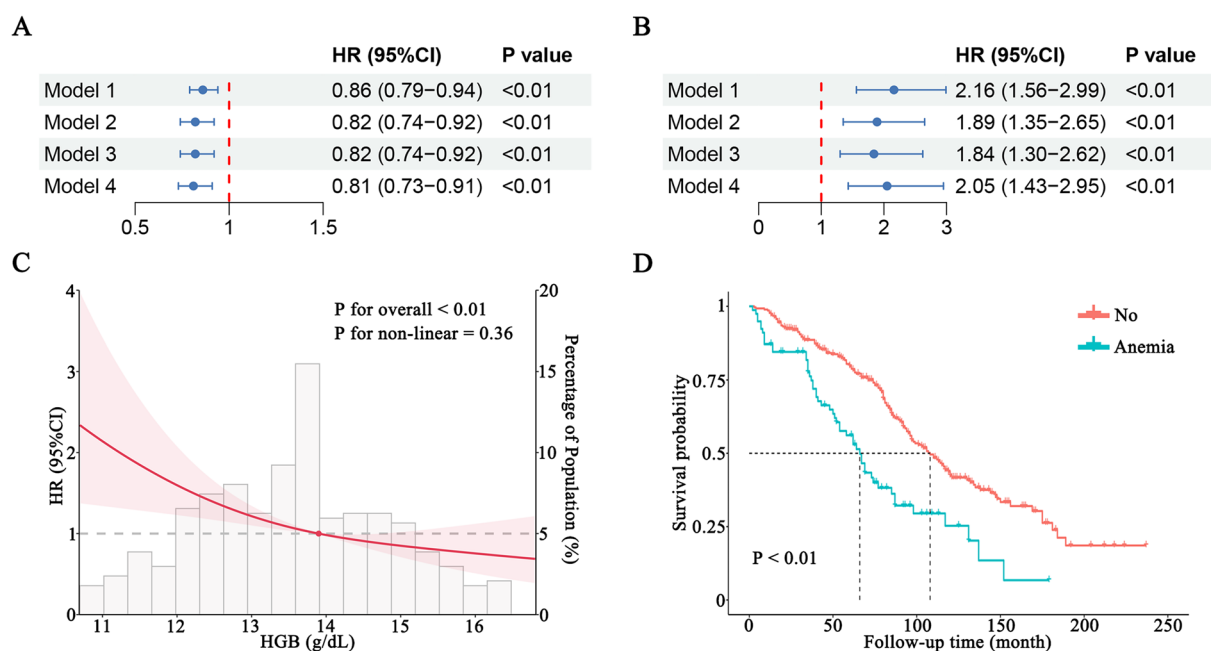 A
HR (95%CI) P value
Model 1 0.86 (0.79−0.94) <0.01
Model 2 0.82 (0.74−0.92) <0.01
Model 3 0.82 (0.74−0.92) <0.01
Model 4 0.81 (0.73−0.91) <0.01
0.5 1 1.5
B
HR (95%CI) P value
Model 1 2.16 (1.56−2.99) <0.01
Model 2 1.89 (1.35−2.65) <0.01
Model 3 1.84 (1.30−2.62) <0.01
Model 4 2.05 (1.43−2.95) <0.01
0 1 2 3
C
P for overall < 0.01
P for non-linear = 0.36
HR (95%CI)
4
3
2
1
0
Percentage of Population (%)
20
15
10
5
0
11 12 13 14 15 16
HGB (g/dL)
D
No
Anemia
Survival probability
1
0.75
0.5
0.25
0
P < 0.01
0 50 100 150 200 250
Follow-up time (month)